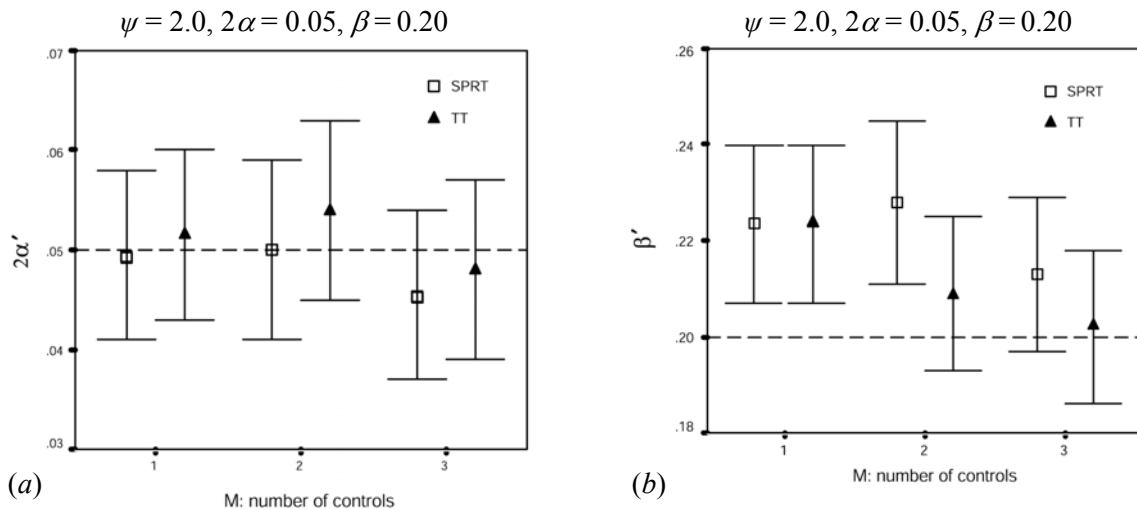 ψ = 2.0, 2α = 0.05, β = 0.20
.07
.06
.05
.04
.03
2α′
SPRT
TT
1 2 3
M: number of controls
(a)
ψ = 2.0, 2α = 0.05, β = 0.20
.26
.24
.22
.20
.18
β′
SPRT
TT
1 2 3
M: number of controls
(b)